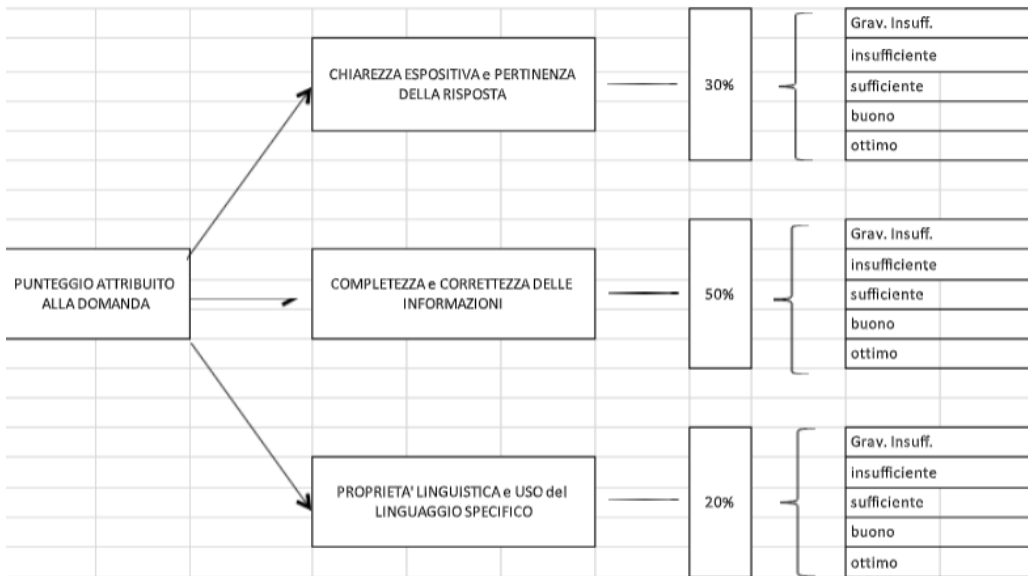 PUNTEGGIO ATTRIBUITO
ALLA DOMANDA
CHIAREZZA ESPOSITIVA e PERTINENZA
DELLA RISPOSTA
30%
Grav. Insuff.
insufficiente
sufficiente
buono
ottimo
COMPLETEZZA e CORRETTEZZA DELLE
INFORMAZIONI
50%
Grav. Insuff.
insufficiente
sufficiente
buono
ottimo
PROPRIETA' LINGUISTICA e USO del
LINGUAGGIO SPECIFICO
20%
Grav. Insuff.
insufficiente
sufficiente
buono
ottimo